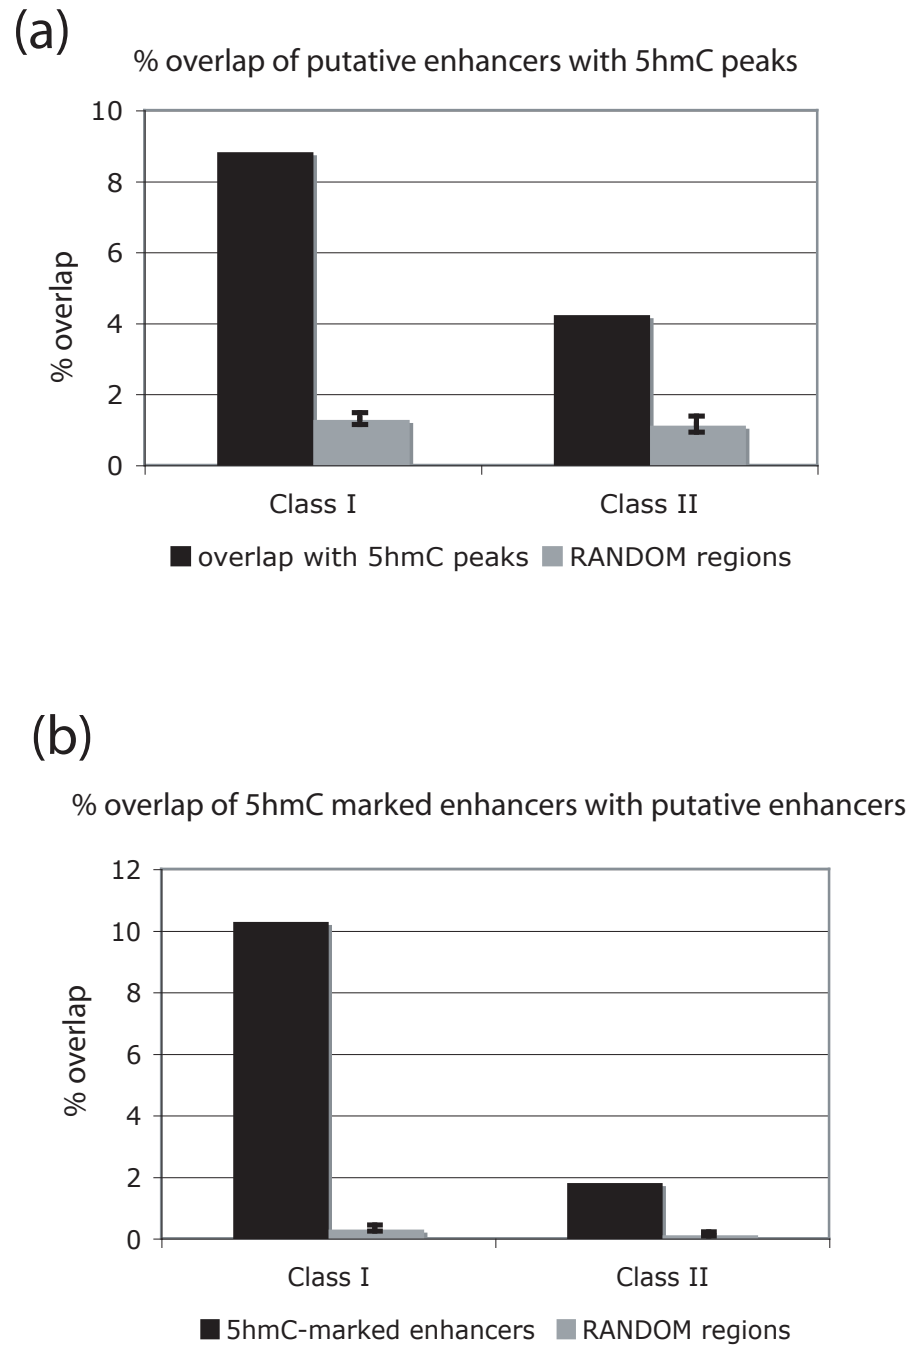 (a)
% overlap of putative enhancers with 5hmC peaks
10
8
6
4
2
0
% overlap
Class I
Class II
overlap with 5hmC peaks
RANDOM regions
(b)
% overlap of 5hmC marked enhancers with putative enhancers
12
10
8
6
4
2
0
% overlap
Class I
Class II
5hmC-marked enhancers
RANDOM regions